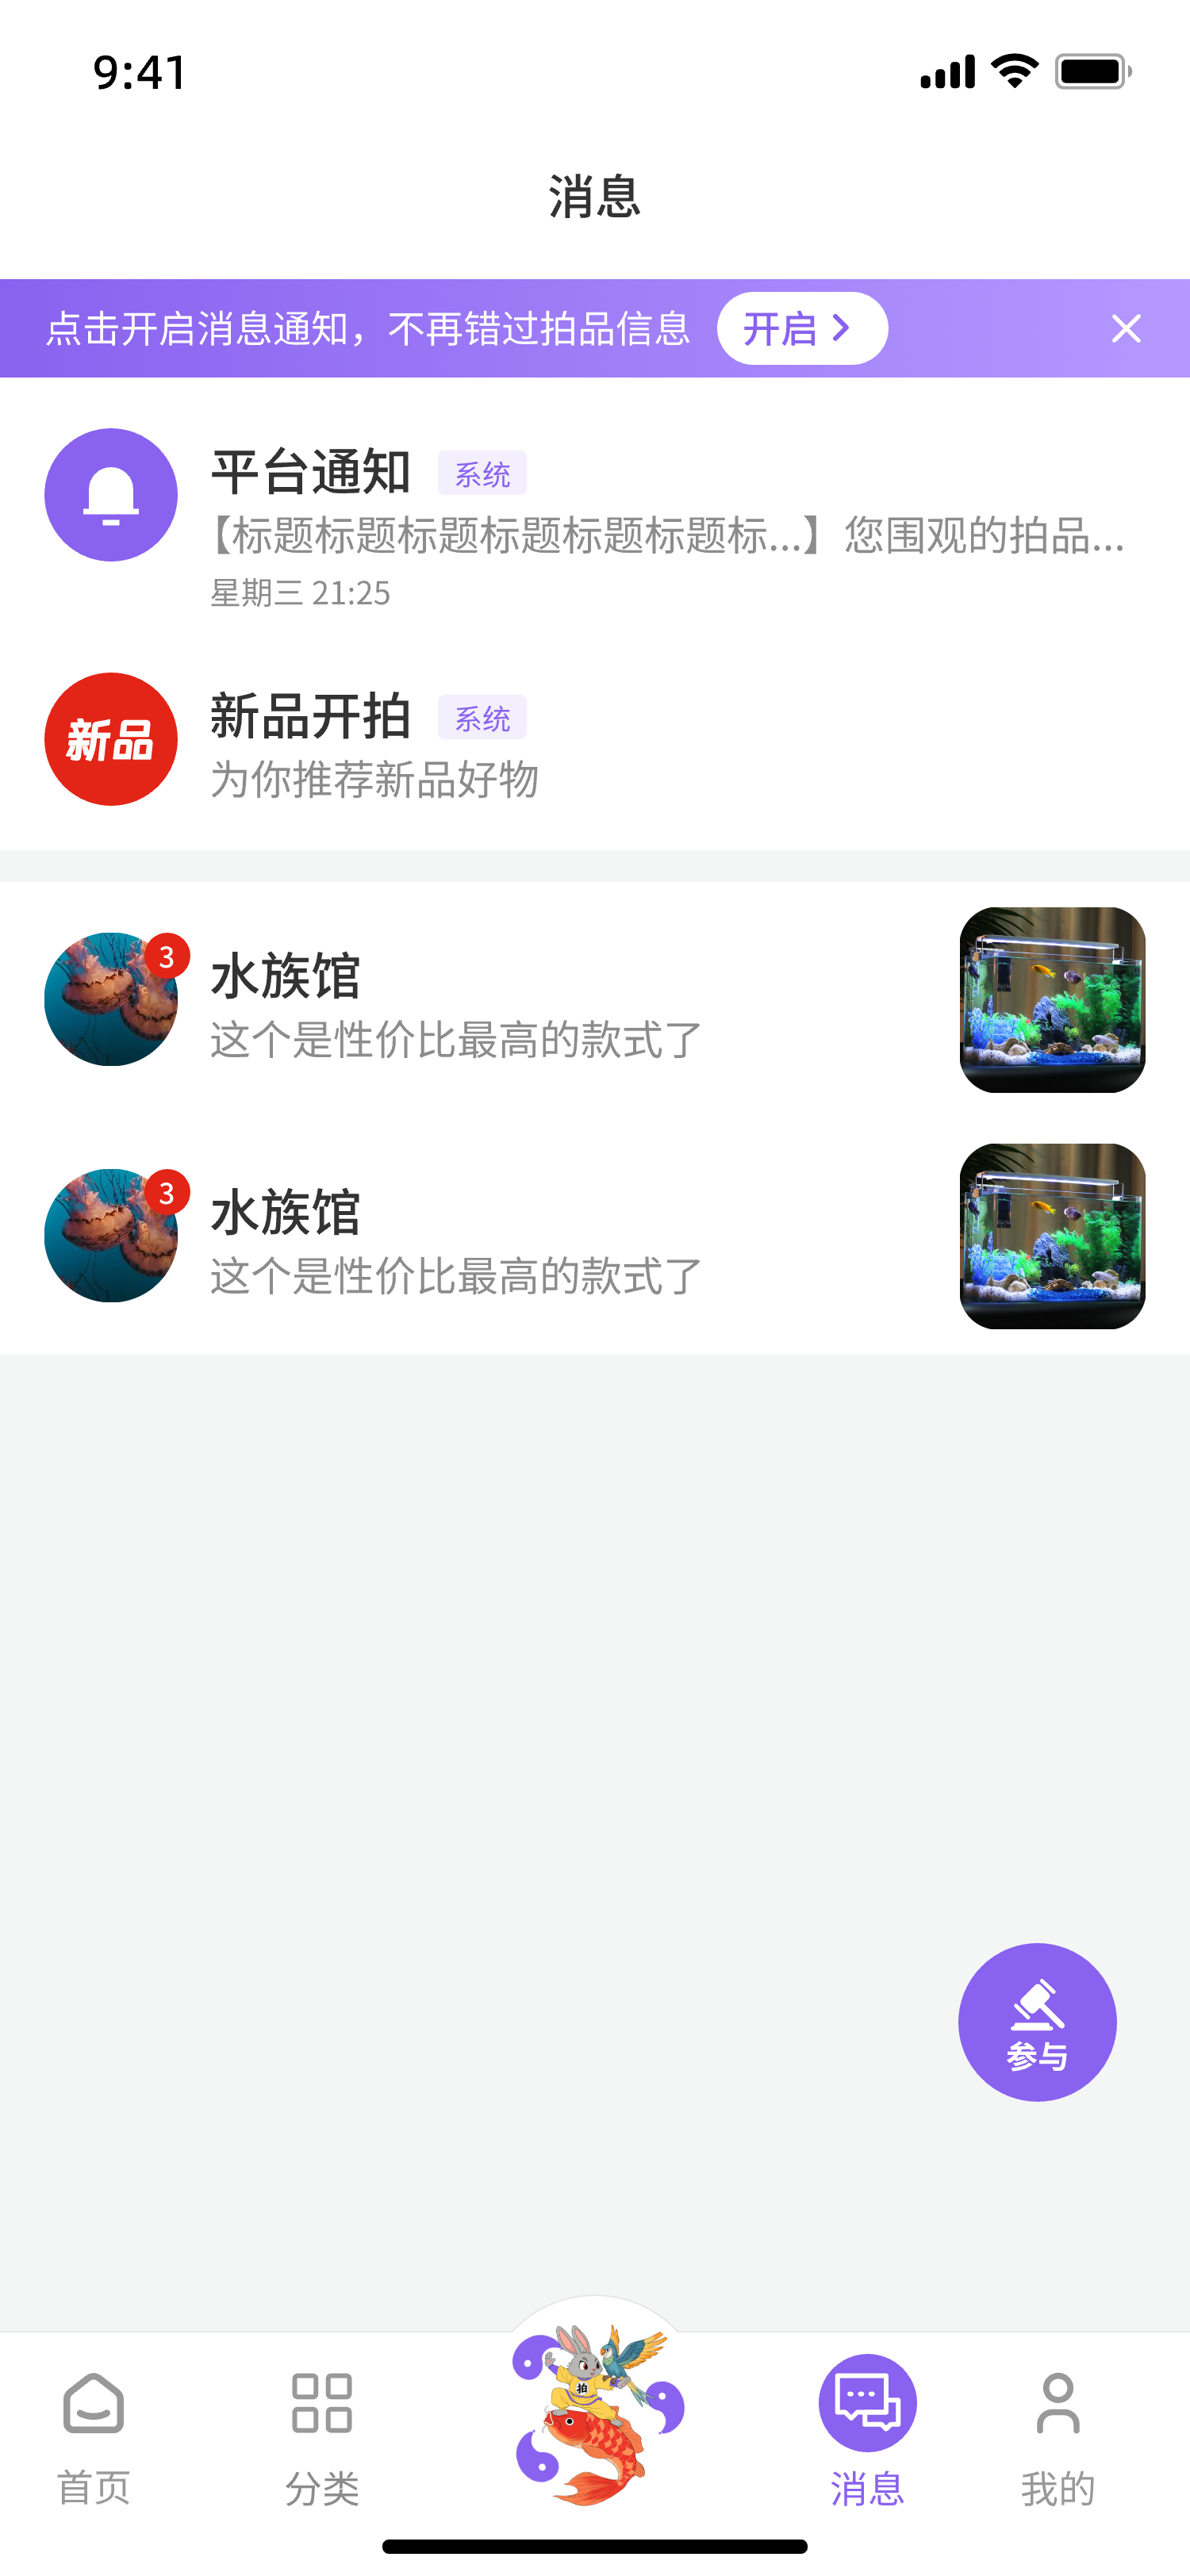 9:41
消息
点击开启消息通知，不再错过拍品信息 开启
平台通知 系统
【标题标题标题标题标题标题标...】您围观的拍品...
星期三 21:25
新品
新品开拍 系统
为你推荐新品好物
3
水族馆
这个是性价比最高的款式了
3
水族馆
这个是性价比最高的款式了
参与
拍
首页
分类
消息
我的